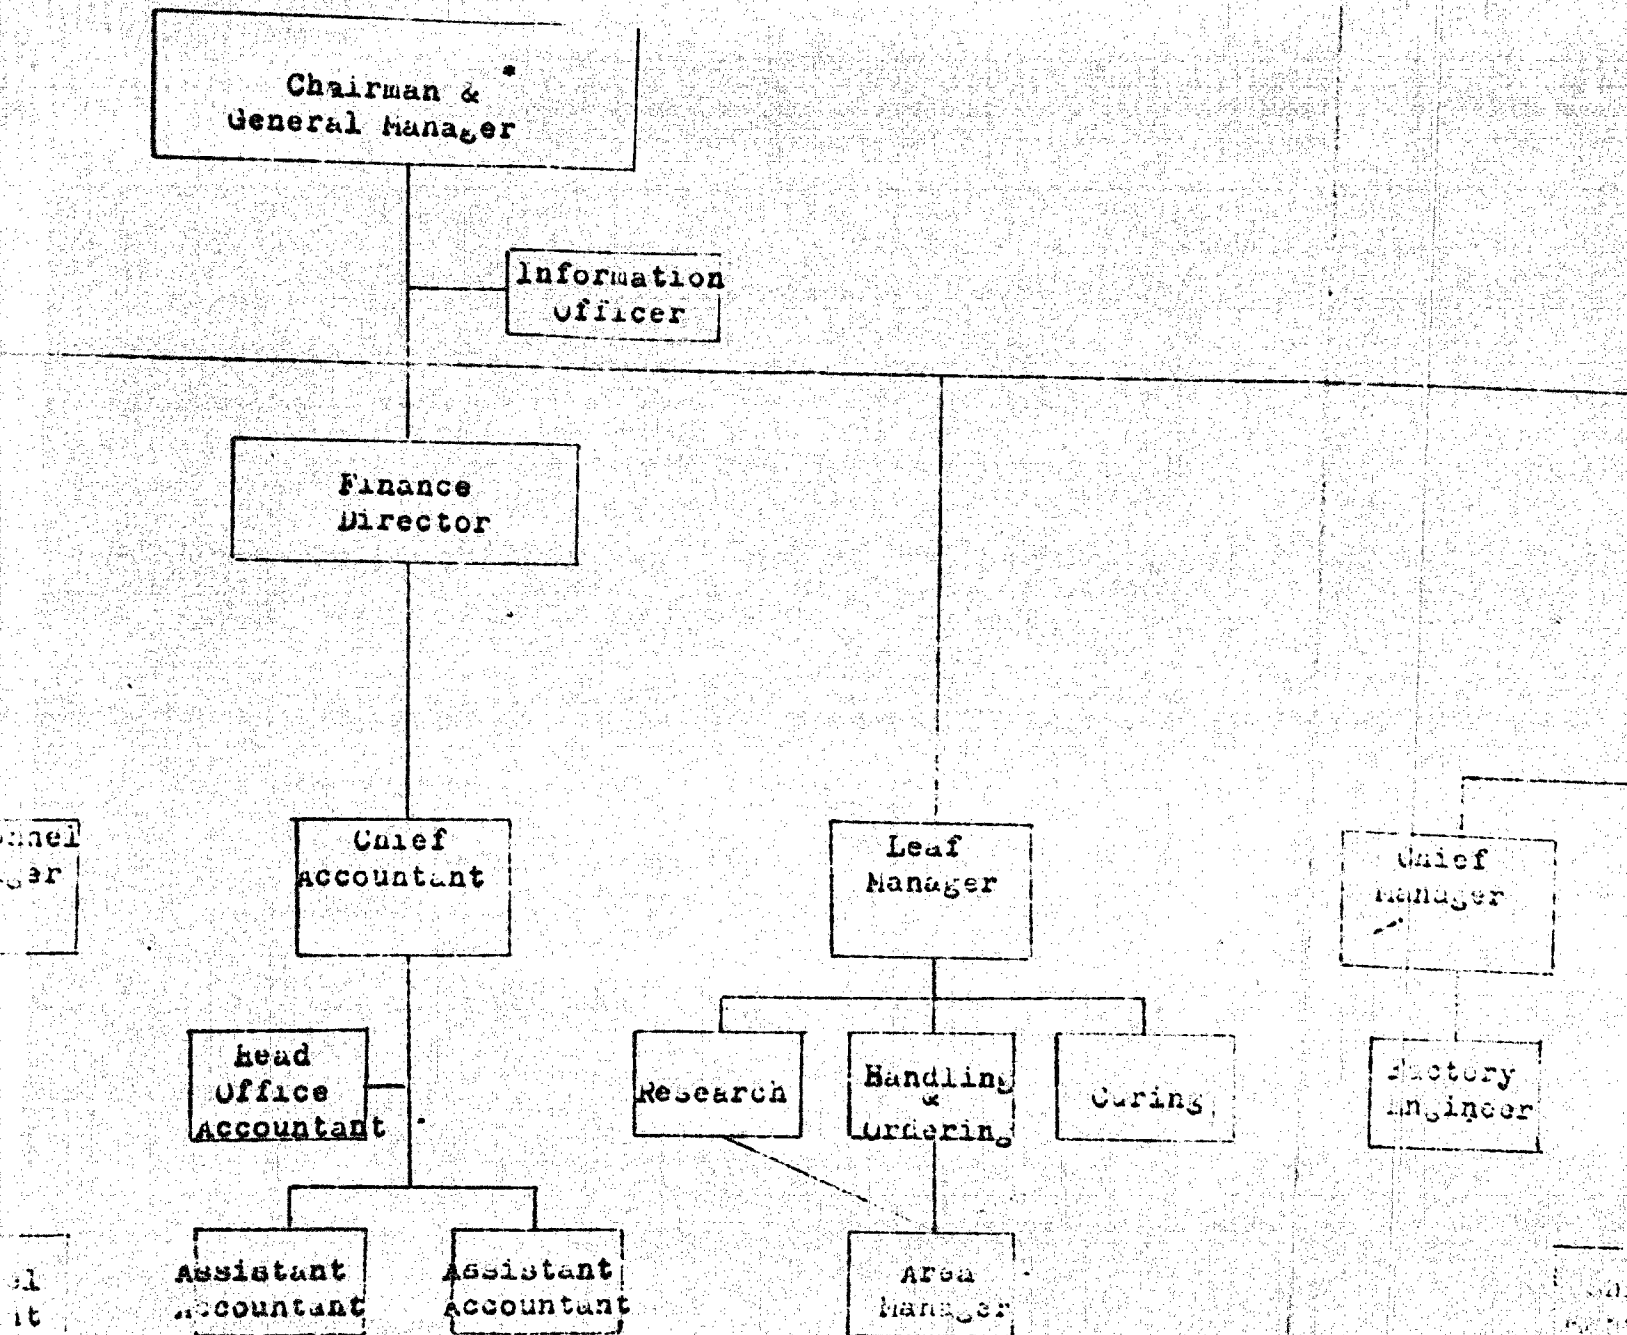 Chairman &
General Manager
Information
Officer
Finance
Director
Chief
Accountant
Leaf
Manager
Chief
Manager
Head
Office
Accountant
Research
Handling
&
Ordering
Curing
Factory
Engineer
Assistant
Accountant
Assistant
Accountant
Area
Manager